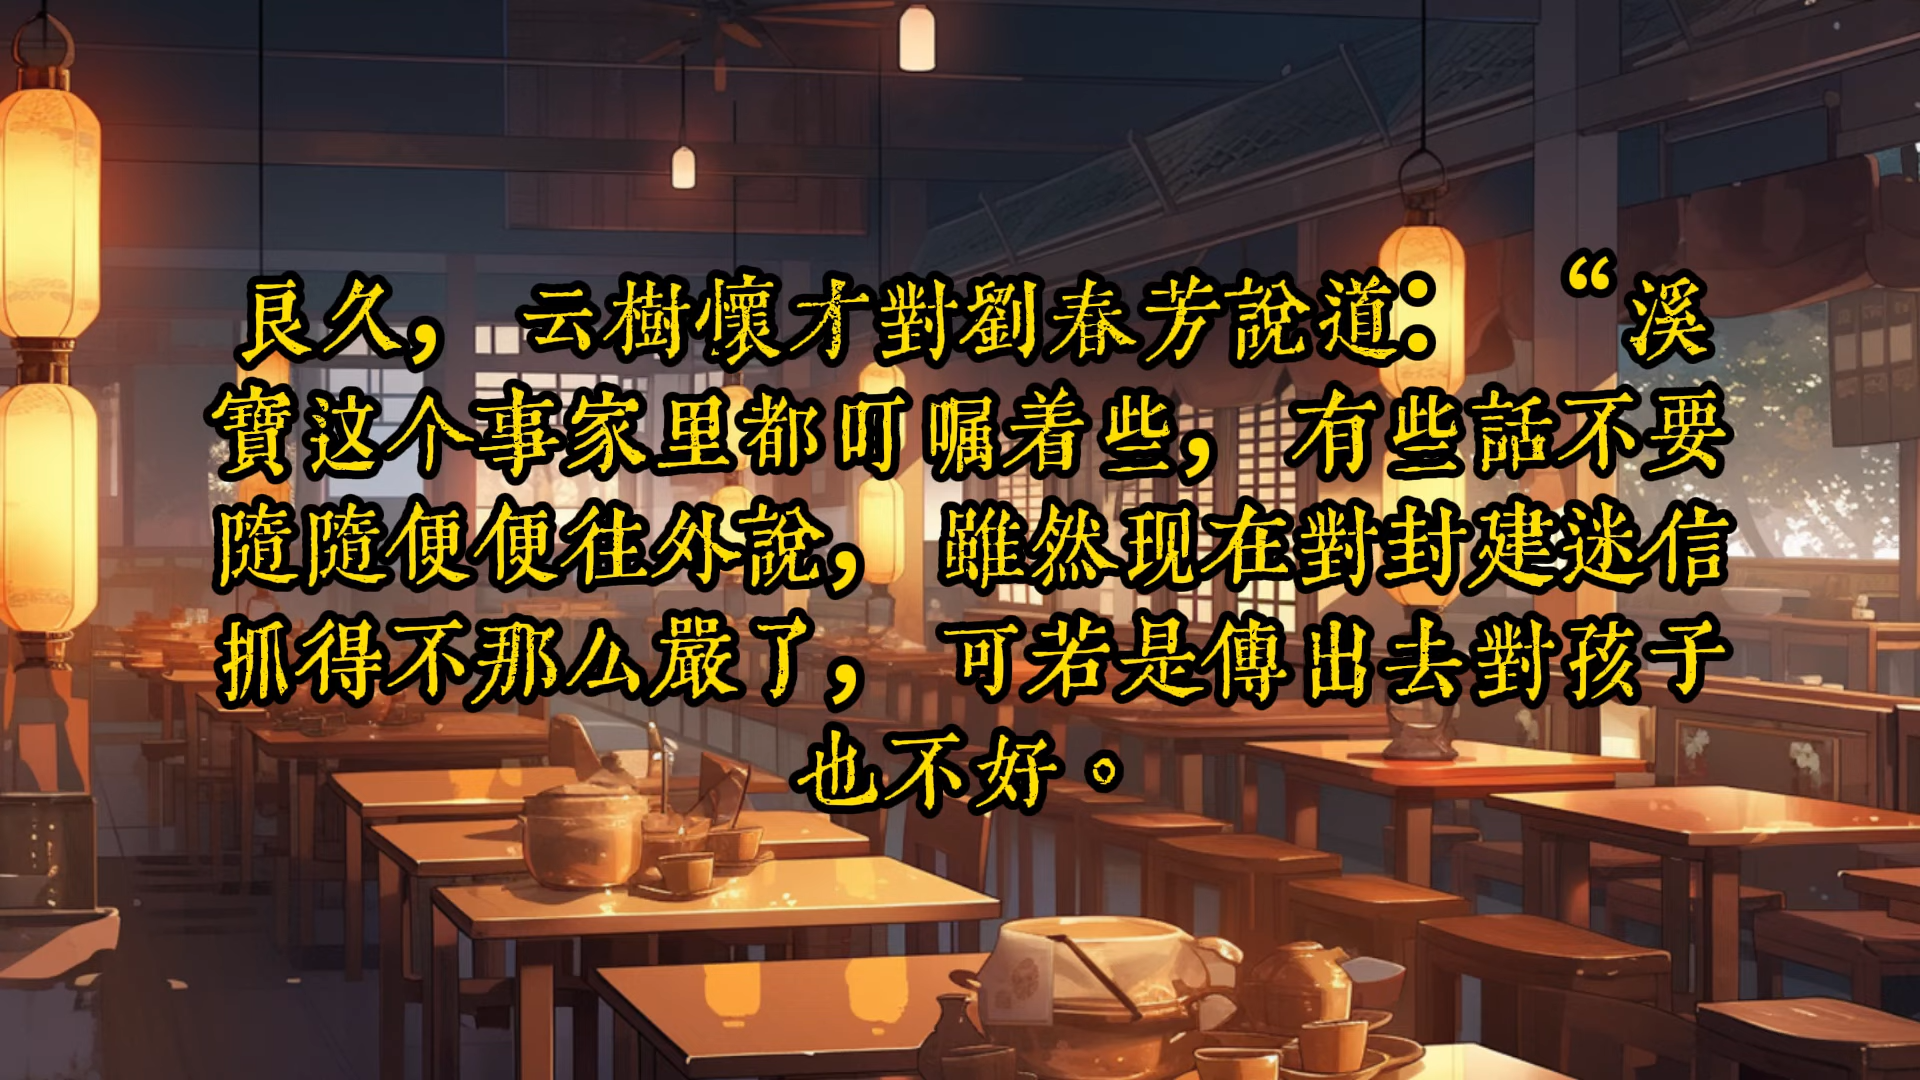 良久，云樹懷才對劉春芳說道：“溪
寶这个事家里都叮嘱着些，有些話不要
隨隨便便往外說，雖然现在對封建迷信
抓得不那么嚴了，可若是傳出去對孩子
也不好。